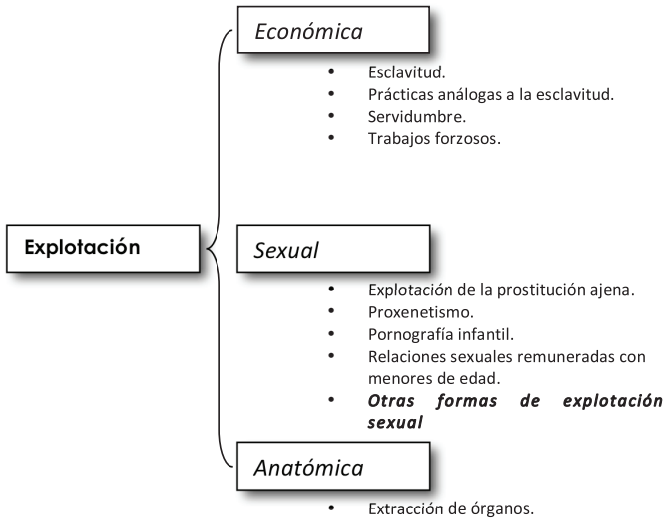 Económica
• Esclavitud.
• Prácticas análogas a la esclavitud.
• Servidumbre.
• Trabajos forzosos.
Explotación
Sexual
• Explotación de la prostitución ajena.
• Proxenetismo.
• Pornografía infantil.
• Relaciones sexuales remuneradas con
menores de edad.
• Otras formas de explotación
sexual
Anatómica
• Extracción de órganos.